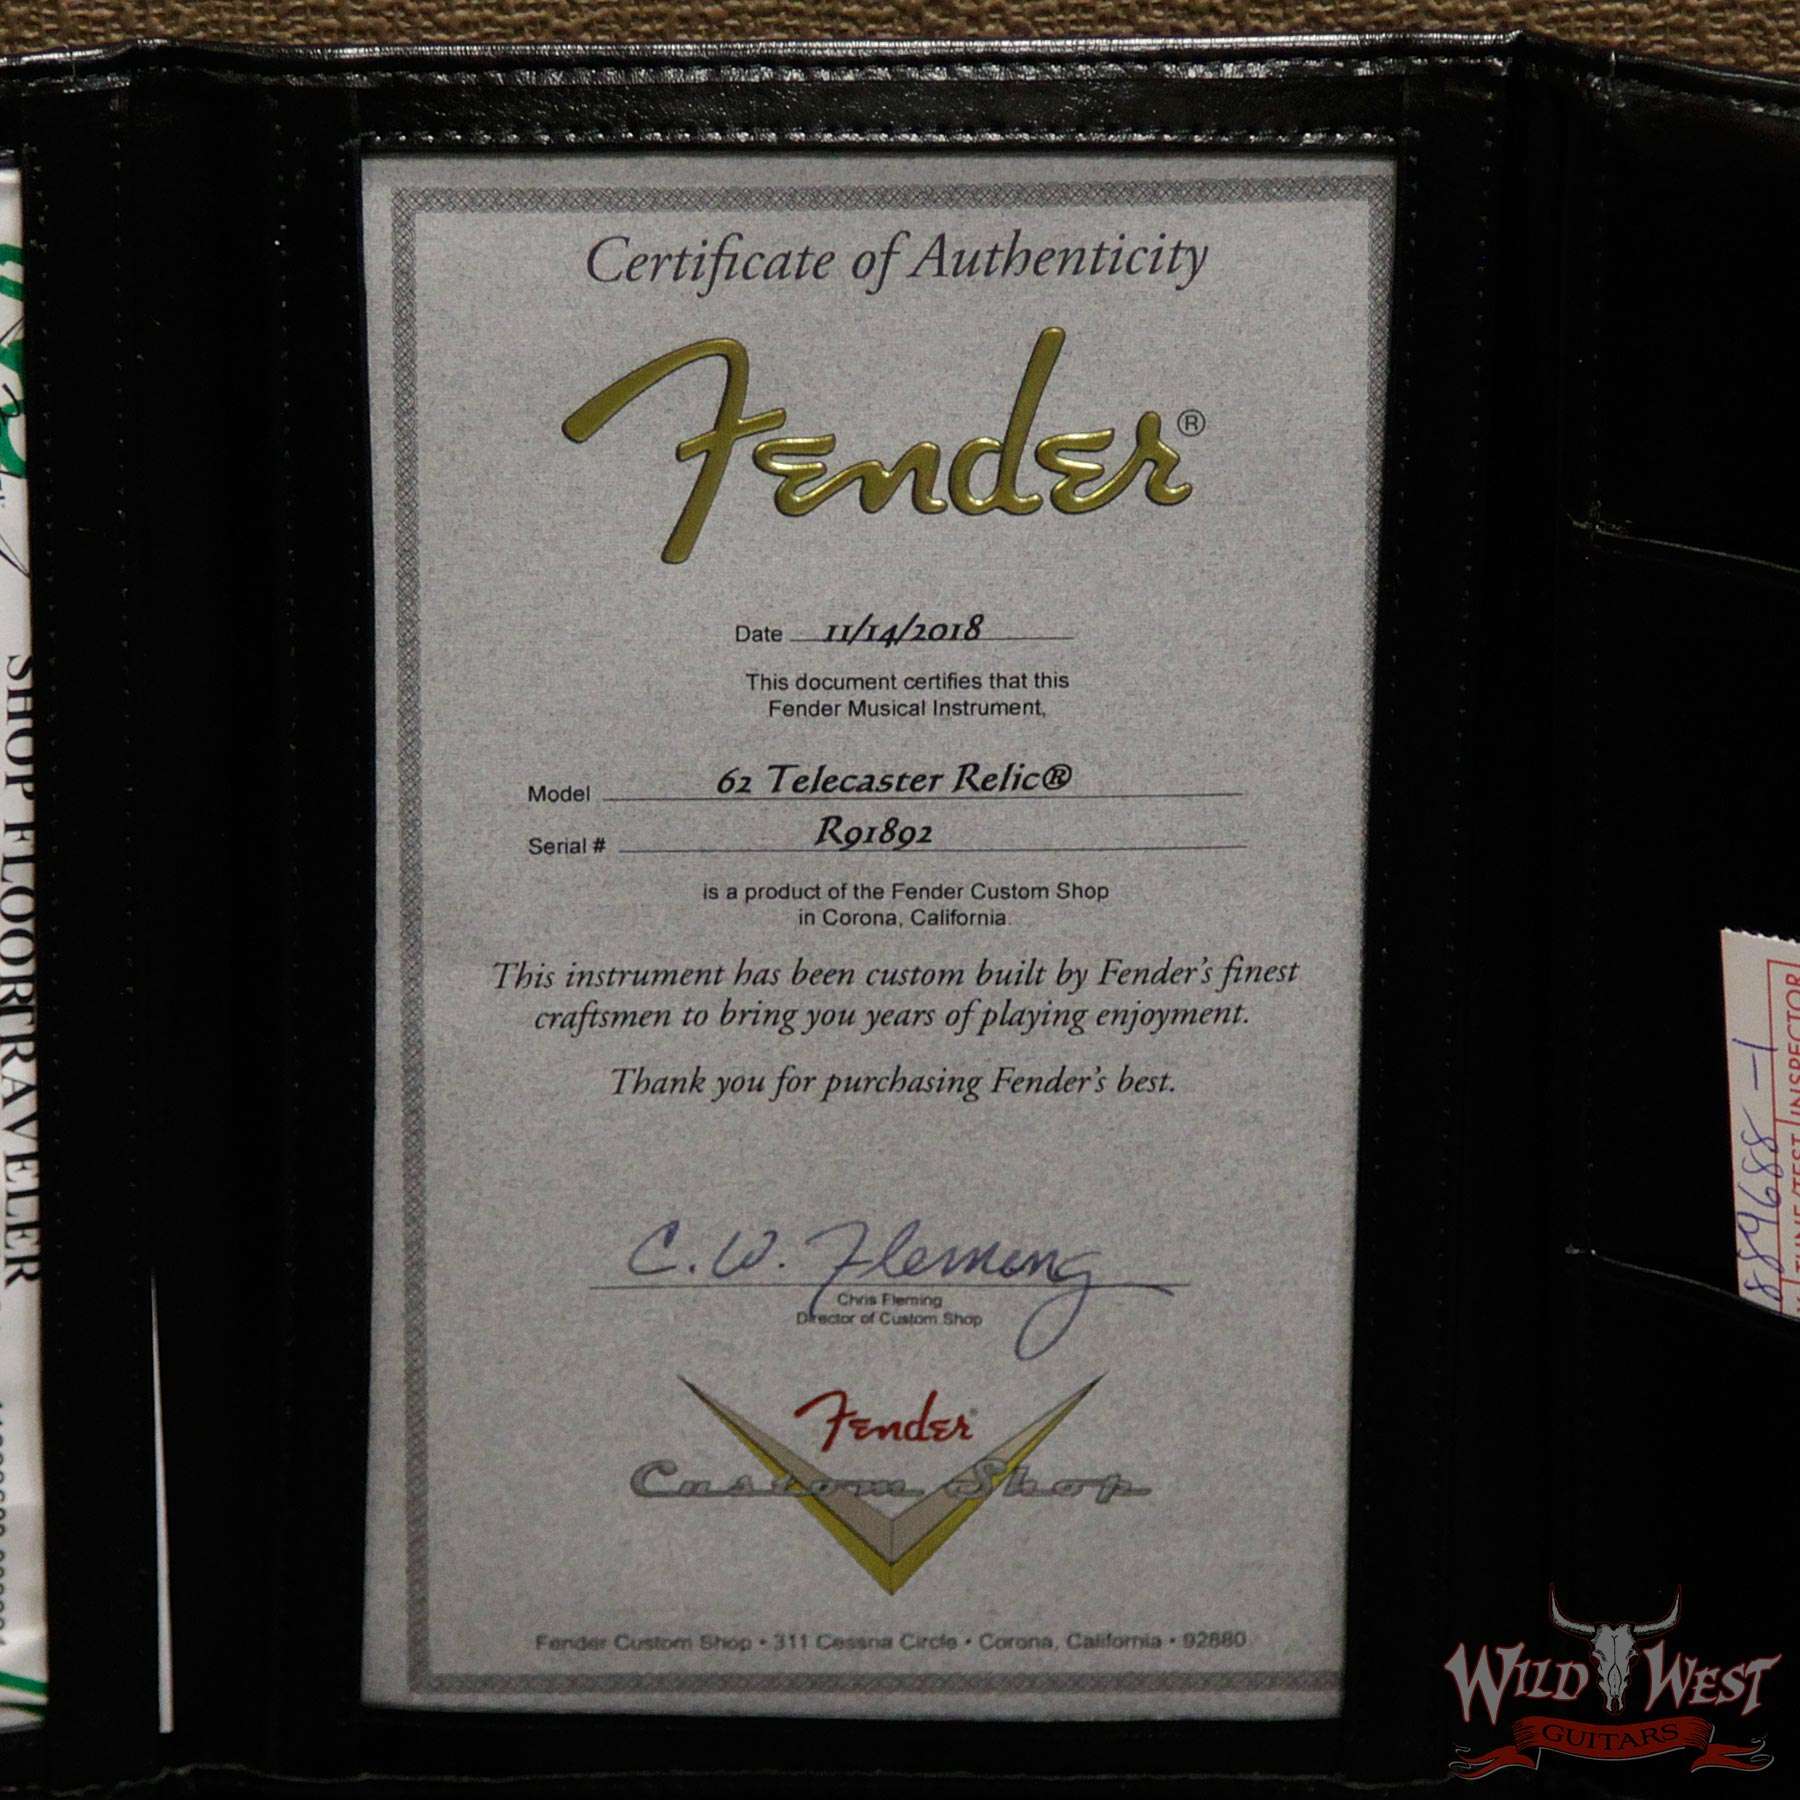 Certificate of Authenticity
Fender®
Date 11/14/2018
This document certifies that this
Fender Musical Instrument,
Model 62 Telecaster Relic®
Serial # R91892
is a product of the Fender Custom Shop
in Corona, California.
This instrument has been custom built by Fender's finest
craftsmen to bring you years of playing enjoyment.
Thank you for purchasing Fender's best.
C. W. Fleming
Chris Fleming
Director of Custom Shop
Fender®
Custom Shop
Fender Custom Shop • 311 Cessna Circle • Corona, California • 92880
SHOP FLOOR TRAVELER
889688-1
INSPECTOR
TUNE/TEST
WILD WEST
GUITARS